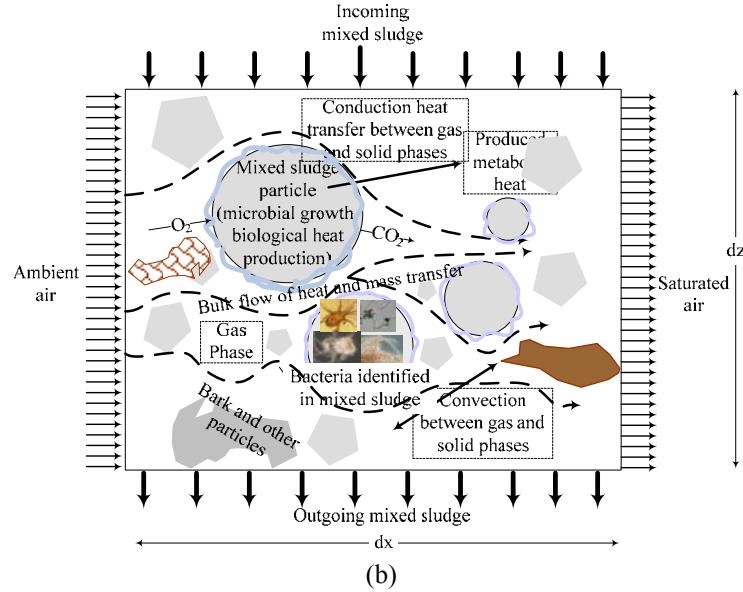 Incoming
mixed sludge
Conduction heat
transfer between gas
and solid phases
Produced
metabo
heat
Mixed sludge
particle
(microbial growth
biological heat
production)
O2
CO2
Ambient
air
Saturated
air
dz
Bulk flow of heat and mass transfer
Gas
Phase
Bacteria identified
in mixed sludge
Convection
between gas and
solid phases
Bark and other
particles
Outgoing mixed sludge
dx
(b)